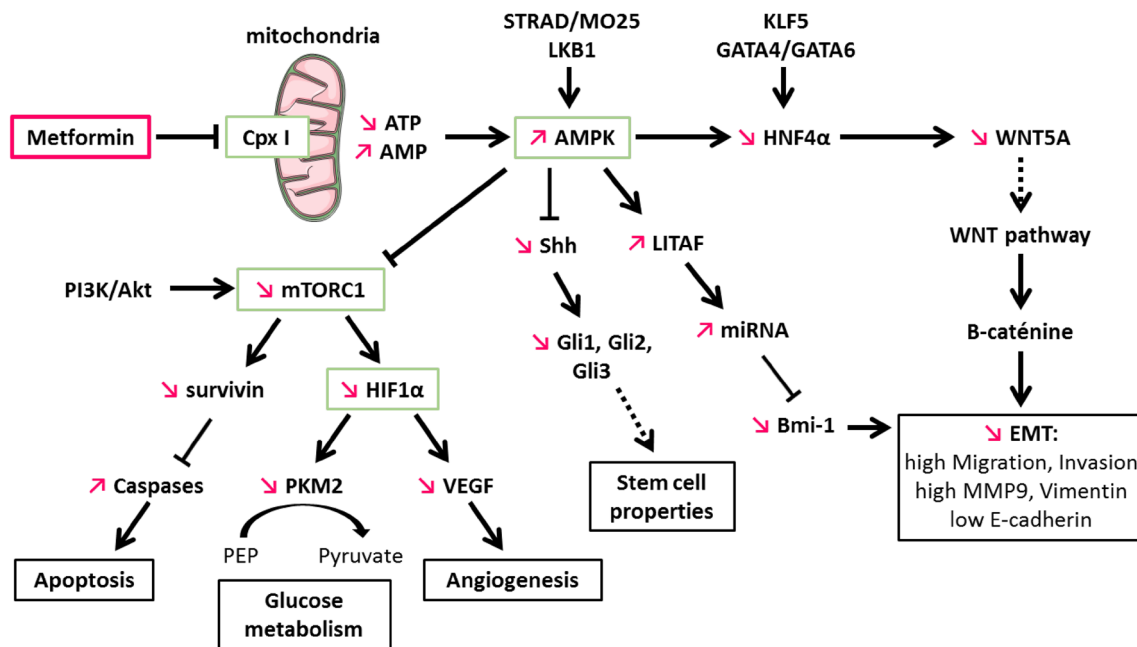 mitochondria
STRAD/MO25
LKB1
KLF5
GATA4/GATA6
Metformin
Cpx I
↘ ATP
↗ AMP
↗ AMPK
↘ HNF4α
↘ WNT5A
↘ Shh
↗ LITAF
WNT pathway
PI3K/Akt
↘ mTORC1
↘ Gli1, Gli2,
Gli3
↗ miRNA
B-caténine
↘ survivin
↘ HIF1α
↘ Bmi-1
↘ EMT:
high Migration, Invasion
high MMP9, Vimentin
low E-cadherin
↗ Caspases
↘ PKM2
↘ VEGF
Stem cell
properties
PEP
Pyruvate
Apoptosis
Glucose
metabolism
Angiogenesis